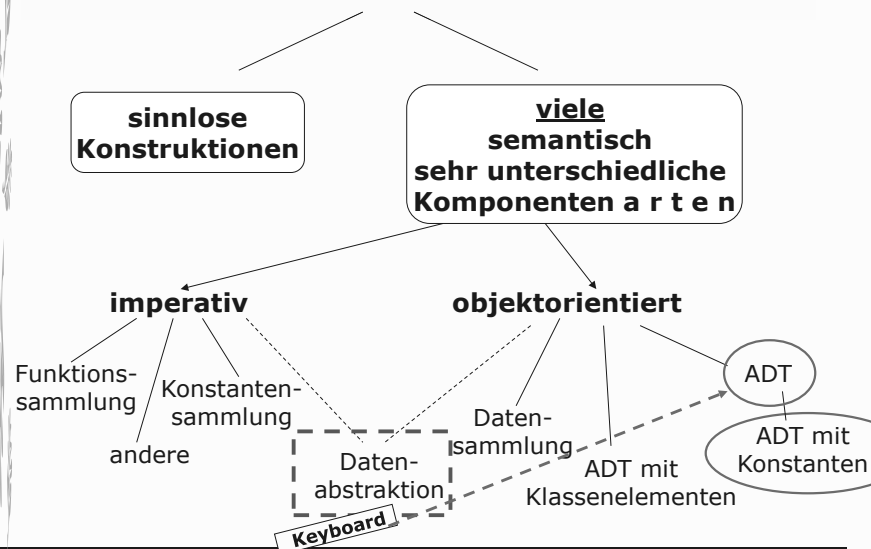 sinnlose
Konstruktionen
viele
semantisch
sehr unterschiedliche
Komponenten a r t e n
imperativ
objektorientiert
Funktions-
sammlung
Konstanten-
sammlung
andere
Daten-
abstraktion
Keyboard
Daten-
sammlung
ADT mit
Klassenelementen
ADT
ADT mit
Konstanten